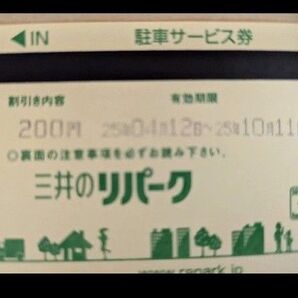 ◀IN 駐車サービス券
割引き内容 有効期限
200円 25年04月12日~25年10月11
○裏面の注意事項を必ずお読み下さい。
三井のリパーク
www.repark.jp